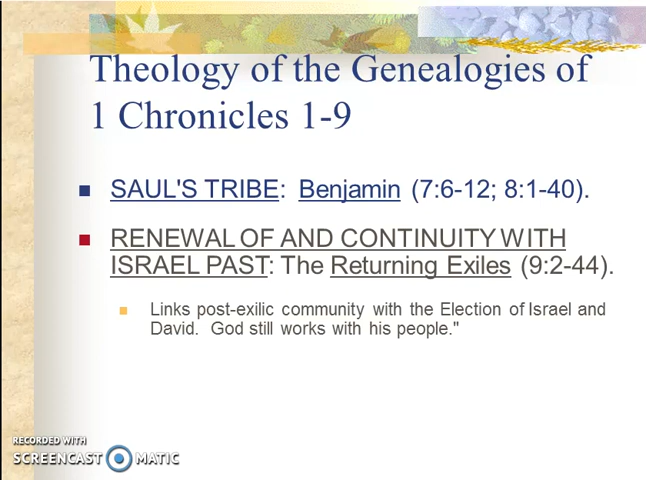 Theology of the Genealogies of
1 Chronicles 1-9
SAUL'S TRIBE: Benjamin (7:6-12; 8:1-40).
RENEWAL OF AND CONTINUITY WITH
ISRAEL PAST: The Returning Exiles (9:2-44).
Links post-exilic community with the Election of Israel and
David. God still works with his people."
RECORDED WITH
SCREENCAST MATIC